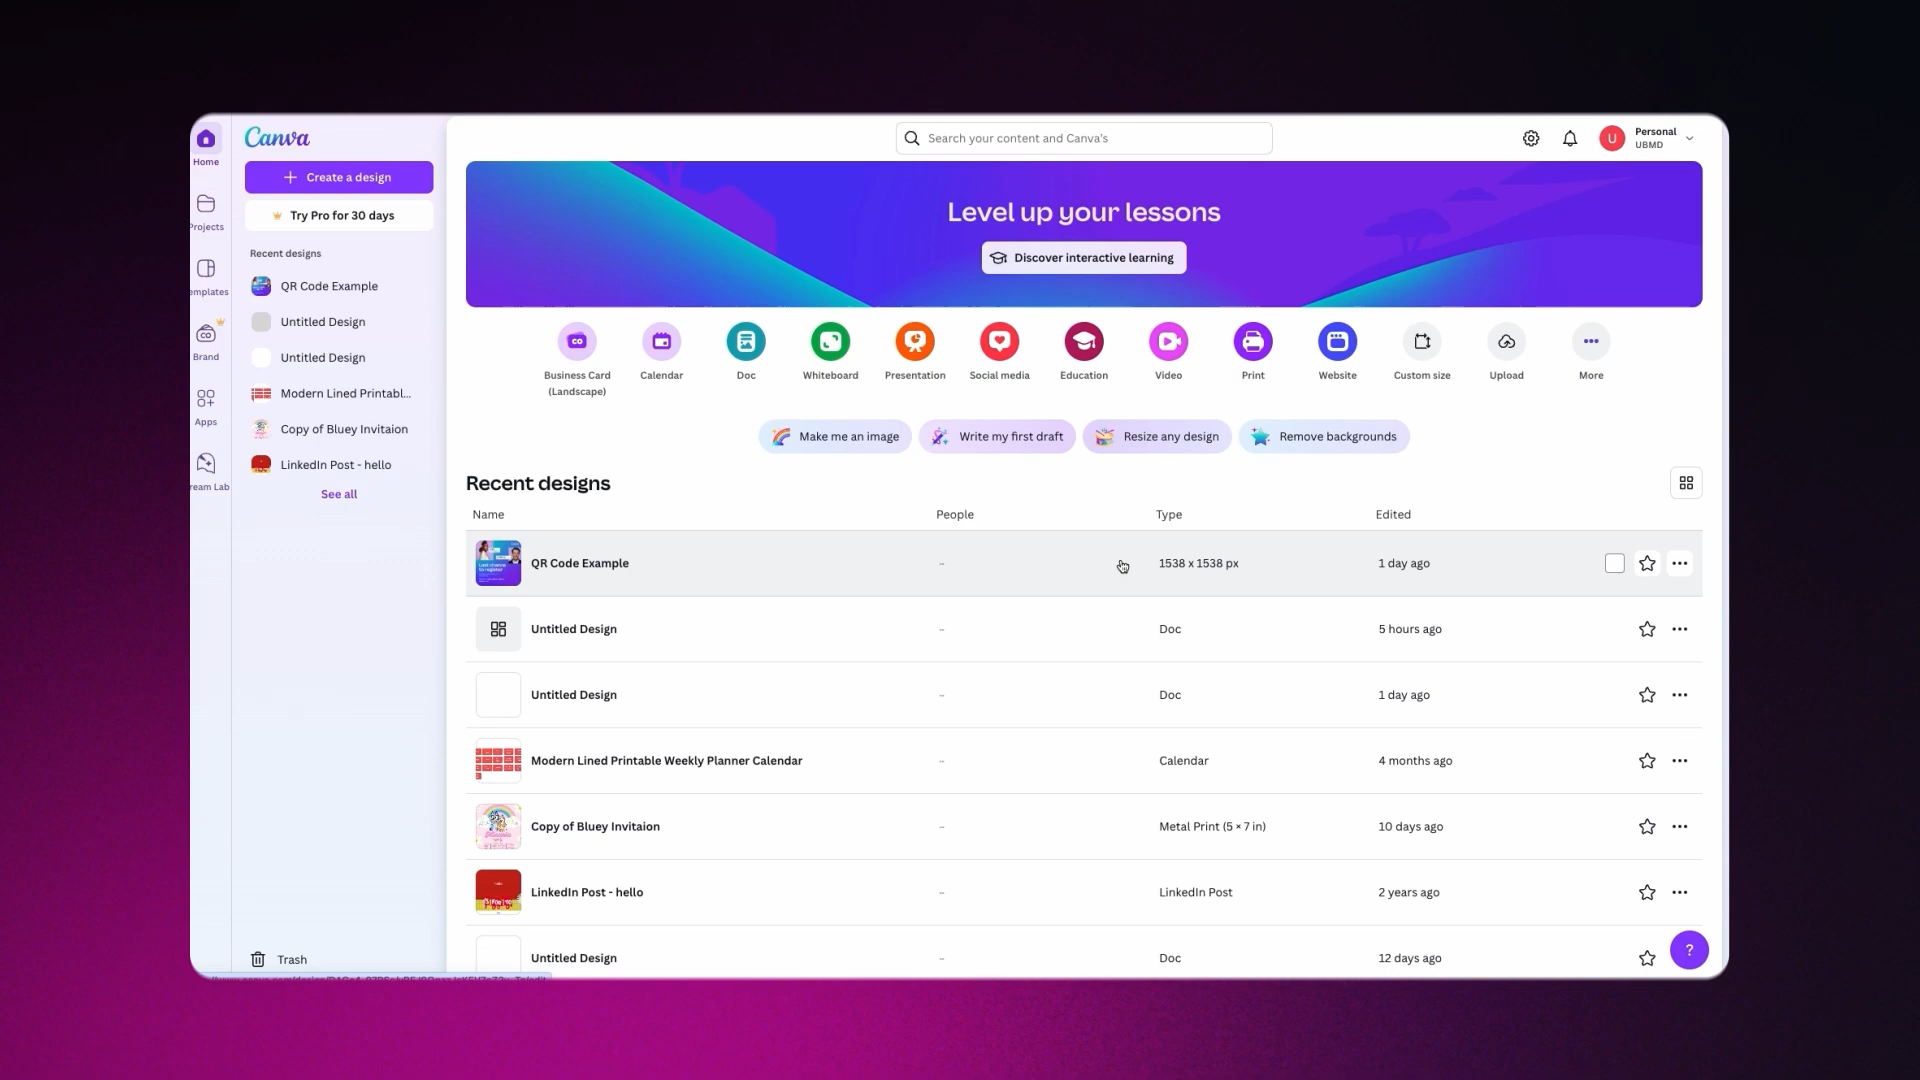 Canva
Search your content and Canva's
Personal
UBMD
U
Home
Create a design
Try Pro for 30 days
Projects
Recent designs
QR Code Example
Untitled Design
Untitled Design
Modern Lined Printabl...
Copy of Bluey Invitaion
LinkedIn Post - hello
See all
emplates
Brand
Apps
ream Lab
Trash
Level up your lessons
Discover interactive learning
Business Card
(Landscape)
Calendar
Doc
Whiteboard
Presentation
Social media
Education
Video
Print
Website
Custom size
Upload
More
Make me an image
Write my first draft
Resize any design
Remove backgrounds
Recent designs
Name People Type Edited
QR Code Example – 1538 x 1538 px 1 day ago
Untitled Design – Doc 5 hours ago
Untitled Design – Doc 1 day ago
Modern Lined Printable Weekly Planner Calendar – Calendar 4 months ago
Copy of Bluey Invitaion – Metal Print (5 × 7 in) 10 days ago
LinkedIn Post - hello – LinkedIn Post 2 years ago
Untitled Design – Doc 12 days ago
?